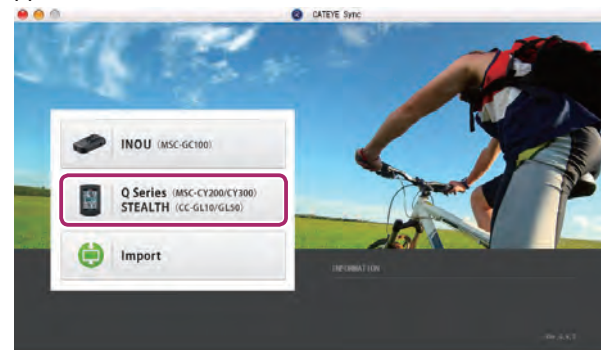 CATEYE Sync
INOU (MSC-GC100)
Q Series (MSC-CY200/CY300)
STEALTH (CC-GL10/GL50)
Import
INFORMATION